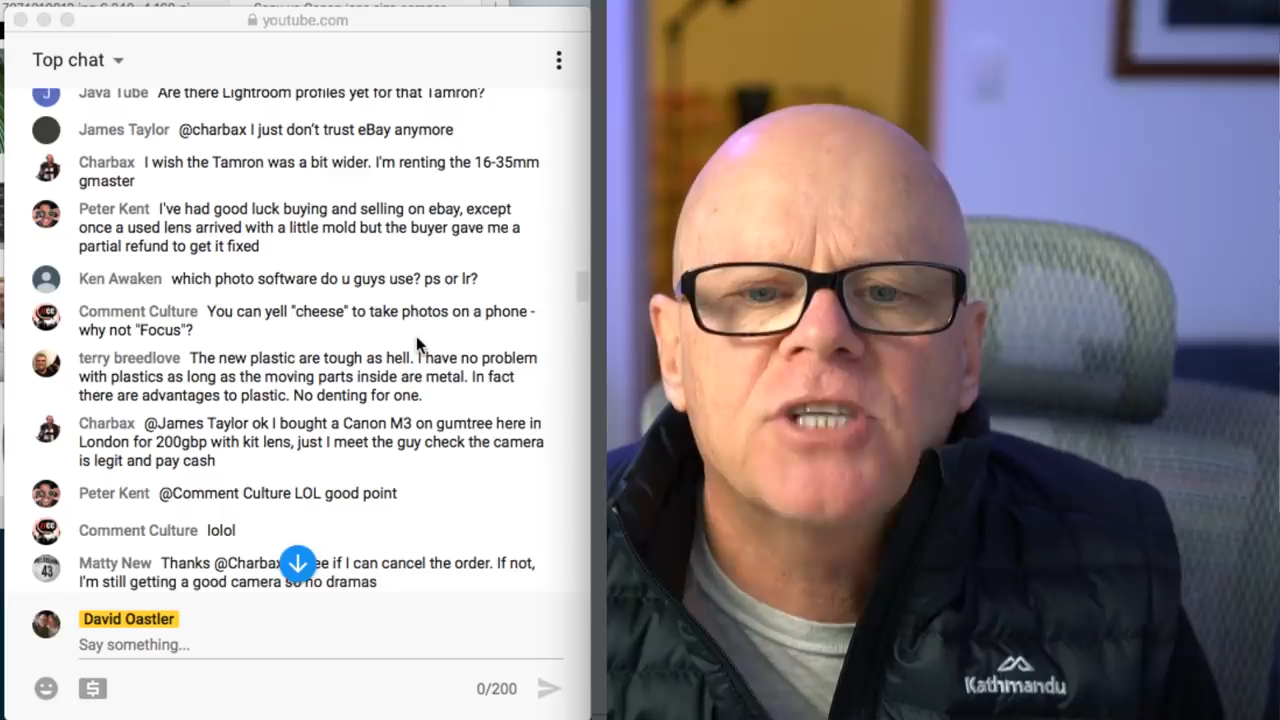 youtube.com
Top chat
Java Tube Are there Lightroom profiles yet for that Tamron?
James Taylor @charbax I just don't trust eBay anymore
Charbax I wish the Tamron was a bit wider. I'm renting the 16-35mm
gmaster
Peter Kent I've had good luck buying and selling on ebay, except
once a used lens arrived with a little mold but the buyer gave me a
partial refund to get it fixed
Ken Awaken which photo software do u guys use? ps or lr?
Comment Culture You can yell "cheese" to take photos on a phone -
why not "Focus"?
terry breedlove The new plastic are tough as hell. I have no problem
with plastics as long as the moving parts inside are metal. In fact
there are advantages to plastic. No denting for one.
Charbax @James Taylor ok I bought a Canon M3 on gumtree here in
London for 200gbp with kit lens, just I meet the guy check the camera
is legit and pay cash
Peter Kent @Comment Culture LOL good point
Comment Culture lolol
Matty New Thanks @Charbax if I can cancel the order. If not,
I'm still getting a good camera so no dramas
David Oastler
Say something...
0/200
Kathmandu
43
J